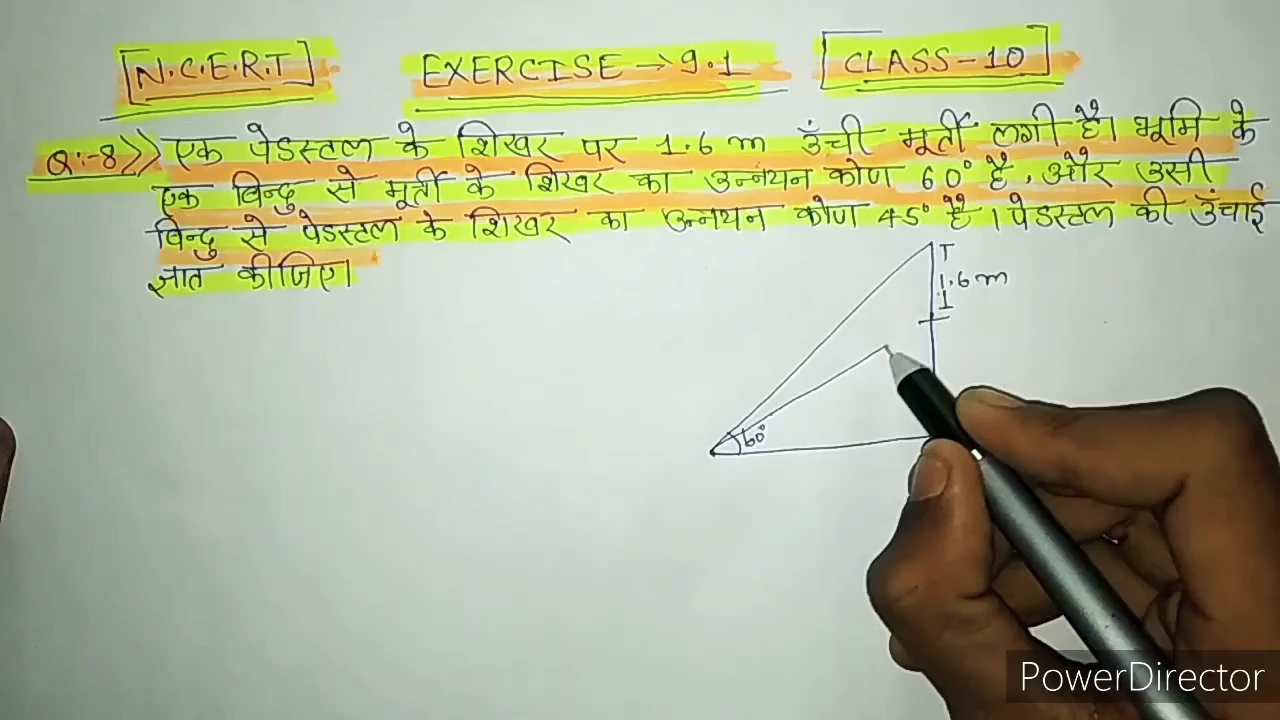 [N.C.E.R.T] EXERCISE → 9.1 [CLASS-10]
Q:-8>> एक पेडस्टल के शिखर पर 1.6 m उंची मूर्ती लगी है। भूमि के
एक बिन्दु से मूर्ती के शिखर का उन्नयन कोण 60° है, और उसी
बिन्दु से पेडस्टल के शिखर का उन्नयन कोण 45° है। पेडस्टल की उंचाई
ज्ञात कीजिए।
T
1.6 m
60°
PowerDirector